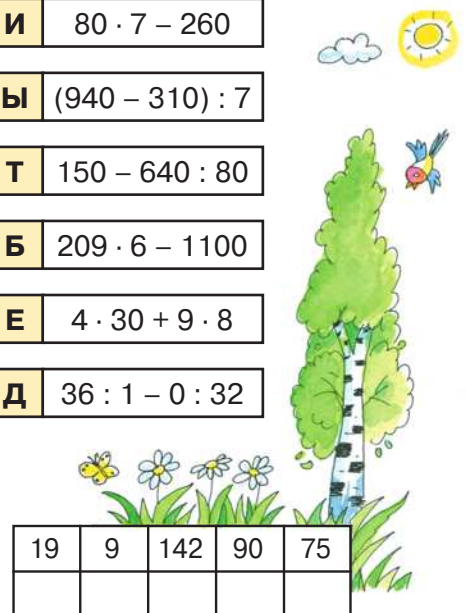 И 80 · 7 – 260
Ы (940 – 310) : 7
Т 150 – 640 : 80
Б 209 · 6 – 1100
Е 4 · 30 + 9 · 8
Д 36 : 1 – 0 : 32
19 9 142 90 75